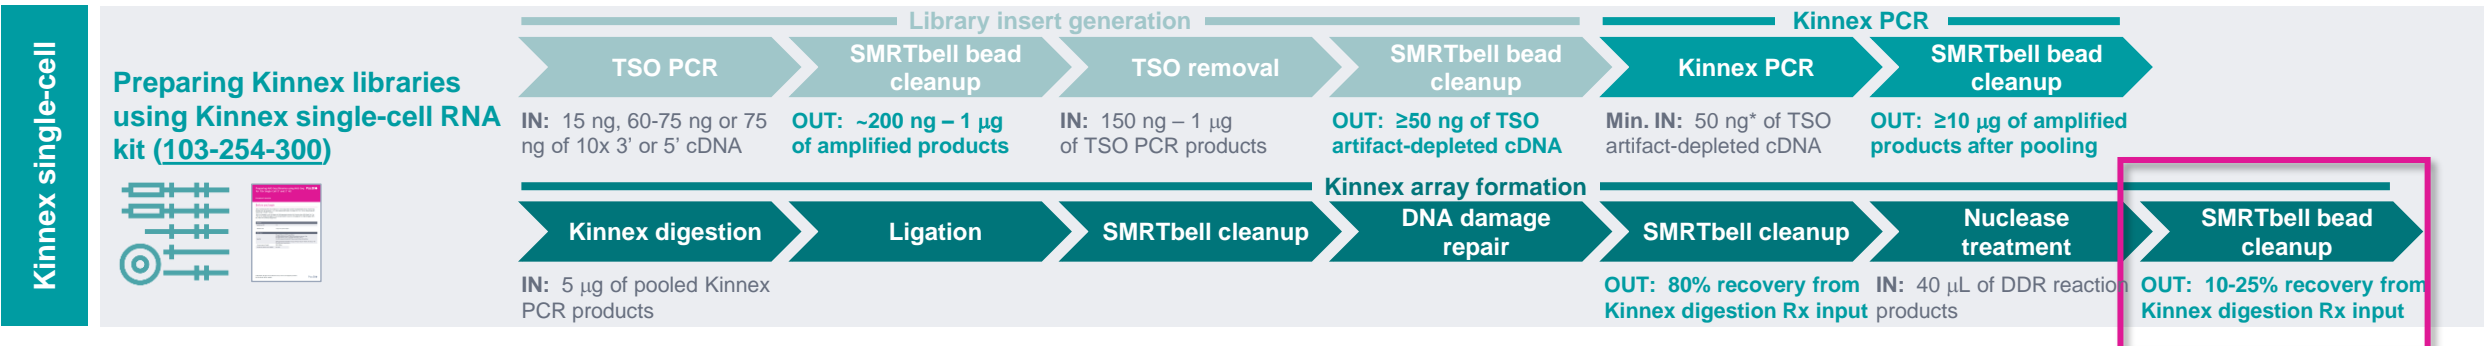 Kinnex single-cell
Preparing Kinnex libraries
using Kinnex single-cell RNA
kit (103-254-300)
Library insert generation
Kinnex PCR
TSO PCR
SMRTbell bead
cleanup
TSO removal
SMRTbell bead
cleanup
Kinnex PCR
SMRTbell bead
cleanup
IN: 15 ng, 60-75 ng or 75
ng of 10x 3’ or 5’ cDNA
OUT: ~200 ng – 1 µg
of amplified products
IN: 150 ng – 1 µg
of TSO PCR products
OUT: ≥50 ng of TSO
artifact-depleted cDNA
Min. IN: 50 ng* of TSO
artifact-depleted cDNA
OUT: ≥10 µg of amplified
products after pooling
Kinnex array formation
Kinnex digestion
Ligation
SMRTbell cleanup
DNA damage
repair
SMRTbell cleanup
Nuclease
treatment
SMRTbell bead
cleanup
IN: 5 µg of pooled Kinnex
PCR products
OUT: 80% recovery from
Kinnex digestion Rx input
IN: 40 µL of DDR reaction
products
OUT: 10-25% recovery from
Kinnex digestion Rx input